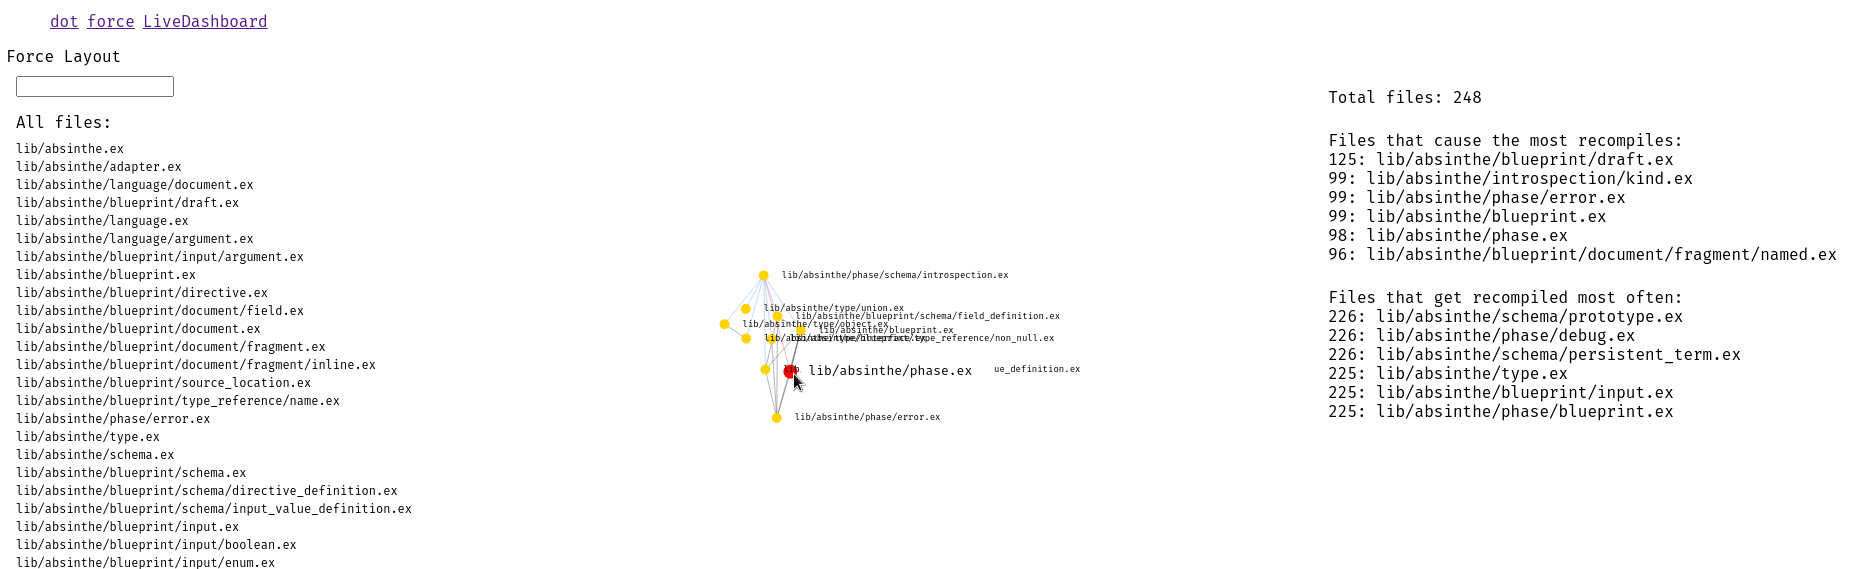 dot force LiveDashboard
Force Layout
All files:
lib/absinthe.ex
lib/absinthe/adapter.ex
lib/absinthe/language/document.ex
lib/absinthe/blueprint/draft.ex
lib/absinthe/language.ex
lib/absinthe/language/argument.ex
lib/absinthe/blueprint/input/argument.ex
lib/absinthe/blueprint.ex
lib/absinthe/blueprint/directive.ex
lib/absinthe/blueprint/document/field.ex
lib/absinthe/blueprint/document.ex
lib/absinthe/blueprint/document/fragment.ex
lib/absinthe/blueprint/document/fragment/inline.ex
lib/absinthe/blueprint/source_location.ex
lib/absinthe/blueprint/type_reference/name.ex
lib/absinthe/phase/error.ex
lib/absinthe/type.ex
lib/absinthe/schema.ex
lib/absinthe/blueprint/schema.ex
lib/absinthe/blueprint/schema/directive_definition.ex
lib/absinthe/blueprint/schema/input_value_definition.ex
lib/absinthe/blueprint/input.ex
lib/absinthe/blueprint/input/boolean.ex
lib/absinthe/blueprint/input/enum.ex
lib/absinthe/phase/schema/introspection.ex
lib/absinthe/type/union.ex
lib/absinthe/blueprint/schema/field_definition.ex
lib/absinthe/type/object.ex
lib/absinthe/blueprint.ex
lib/absinthe/phase.ex
ue_definition.ex
lib/absinthe/phase/error.ex
Total files: 248
Files that cause the most recompiles:
125: lib/absinthe/blueprint/draft.ex
99: lib/absinthe/introspection/kind.ex
99: lib/absinthe/phase/error.ex
99: lib/absinthe/blueprint.ex
98: lib/absinthe/phase.ex
96: lib/absinthe/blueprint/document/fragment/named.ex
Files that get recompiled most often:
226: lib/absinthe/schema/prototype.ex
226: lib/absinthe/phase/debug.ex
226: lib/absinthe/schema/persistent_term.ex
225: lib/absinthe/type.ex
225: lib/absinthe/blueprint/input.ex
225: lib/absinthe/phase/blueprint.ex